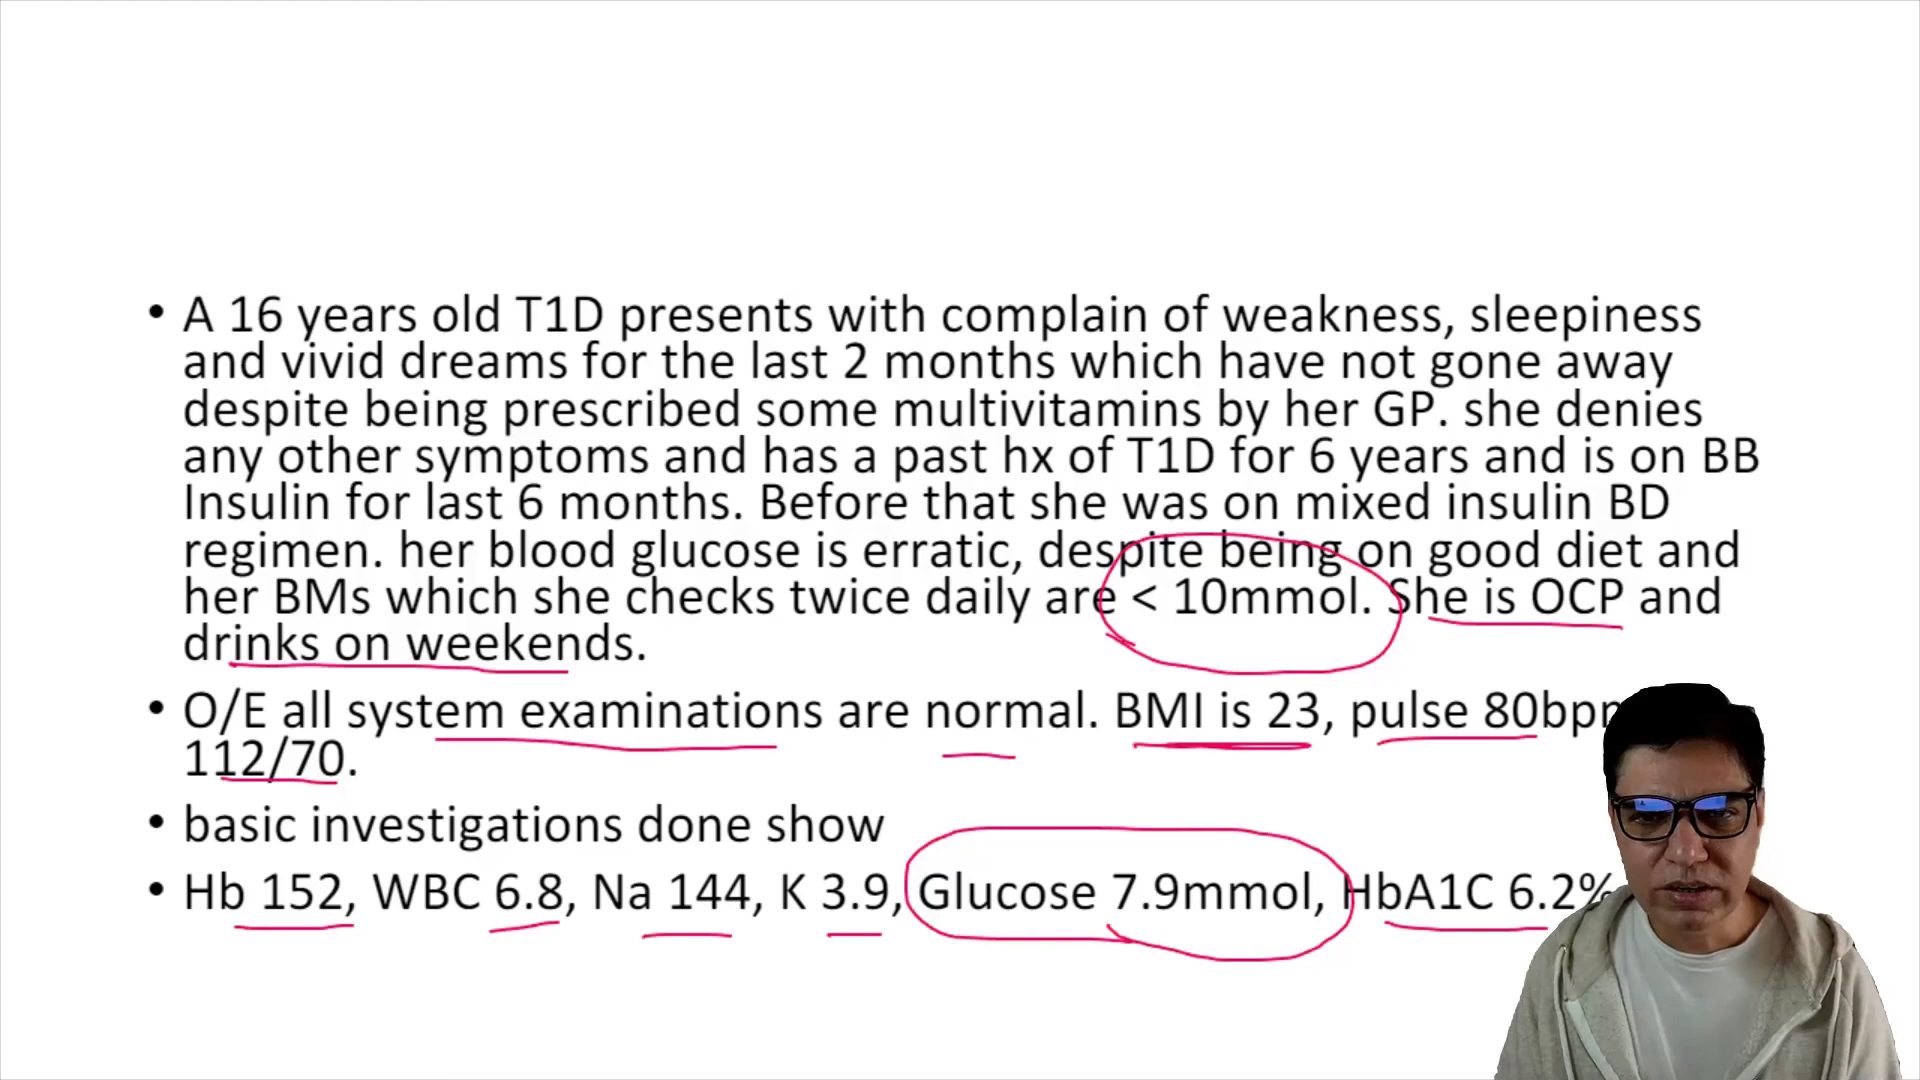 • A 16 years old T1D presents with complain of weakness, sleepiness
and vivid dreams for the last 2 months which have not gone away
despite being prescribed some multivitamins by her GP. she denies
any other symptoms and has a past hx of T1D for 6 years and is on BB
Insulin for last 6 months. Before that she was on mixed insulin BD
regimen. her blood glucose is erratic, despite being on good diet and
her BMs which she checks twice daily are < 10mmol. She is OCP and
drinks on weekends.
• O/E all system examinations are normal. BMI is 23, pulse 80bpm
112/70.
• basic investigations done show
• Hb 152, WBC 6.8, Na 144, K 3.9, Glucose 7.9mmol, HbA1C 6.2%